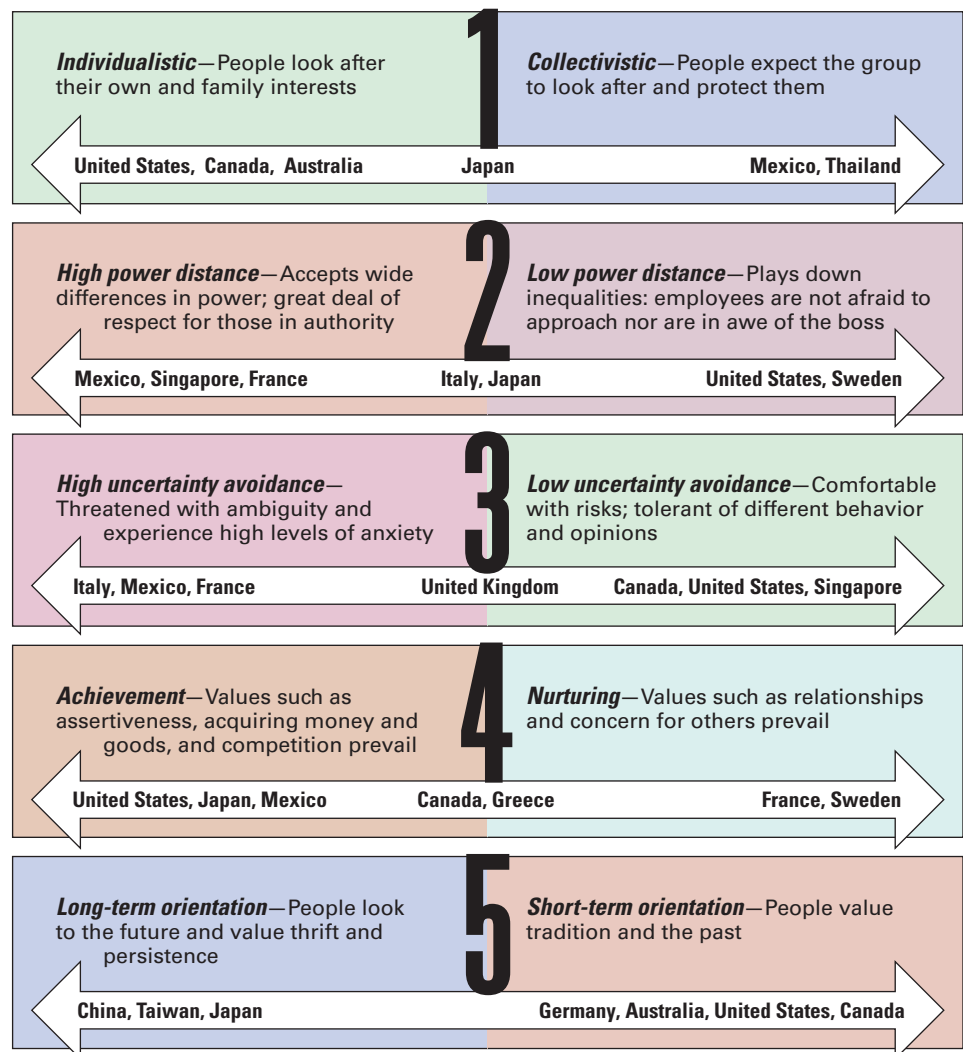 1
Individualistic—People look after
their own and family interests
Collectivistic—People expect the group
to look after and protect them
United States, Canada, Australia
Japan
Mexico, Thailand
2
High power distance—Accepts wide
differences in power; great deal of
respect for those in authority
Low power distance—Plays down
inequalities: employees are not afraid to
approach nor are in awe of the boss
Mexico, Singapore, France
Italy, Japan
United States, Sweden
3
High uncertainty avoidance—
Threatened with ambiguity and
experience high levels of anxiety
Low uncertainty avoidance—Comfortable
with risks; tolerant of different behavior
and opinions
Italy, Mexico, France
United Kingdom
Canada, United States, Singapore
4
Achievement—Values such as
assertiveness, acquiring money and
goods, and competition prevail
Nurturing—Values such as relationships
and concern for others prevail
United States, Japan, Mexico
Canada, Greece
France, Sweden
5
Long-term orientation—People look
to the future and value thrift and
persistence
Short-term orientation—People value
tradition and the past
China, Taiwan, Japan
Germany, Australia, United States, Canada